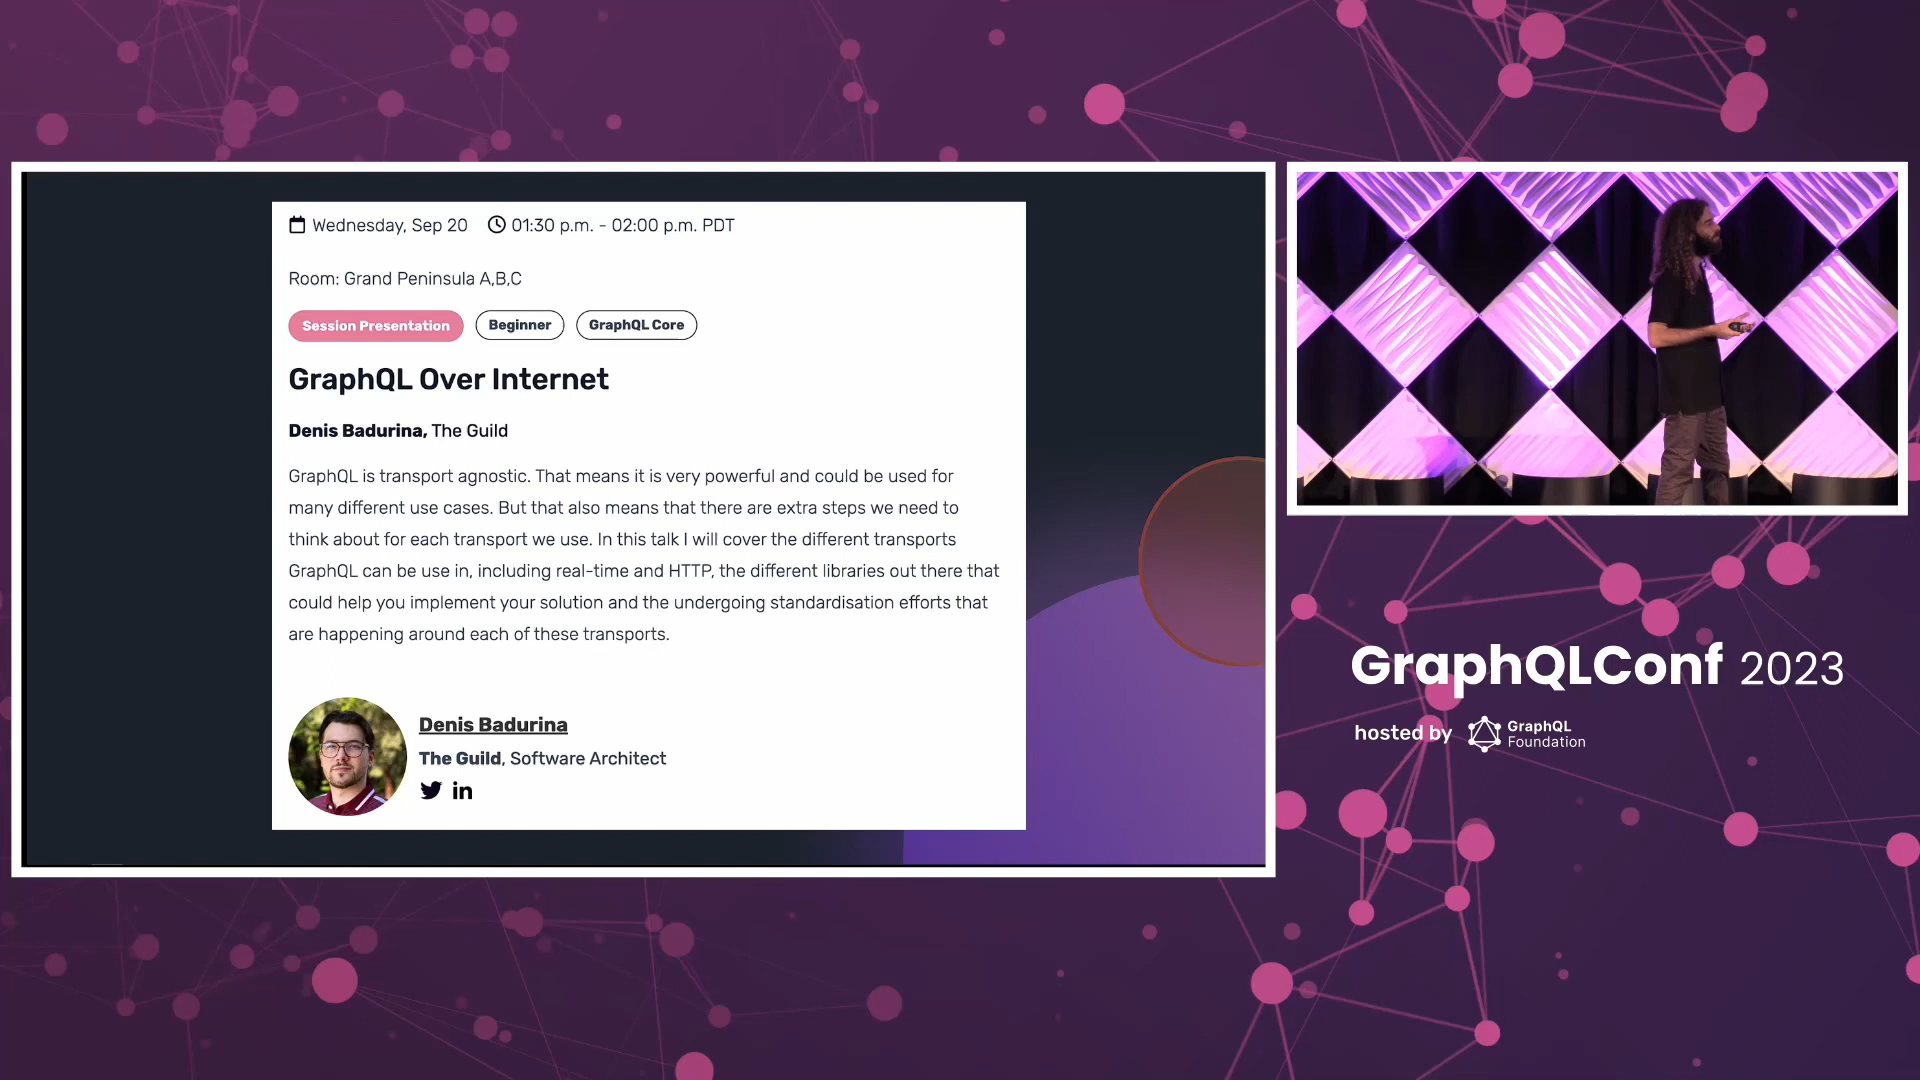 Wednesday, Sep 20 01:30 p.m. - 02:00 p.m. PDT
Room: Grand Peninsula A,B,C
Session Presentation Beginner GraphQL Core
GraphQL Over Internet
Denis Badurina, The Guild
GraphQL is transport agnostic. That means it is very powerful and could be used for
many different use cases. But that also means that there are extra steps we need to
think about for each transport we use. In this talk I will cover the different transports
GraphQL can be use in, including real-time and HTTP, the different libraries out there that
could help you implement your solution and the undergoing standardisation efforts that
are happening around each of these transports.
Denis Badurina
The Guild, Software Architect
in
GraphQLConf 2023
hosted by GraphQL
Foundation